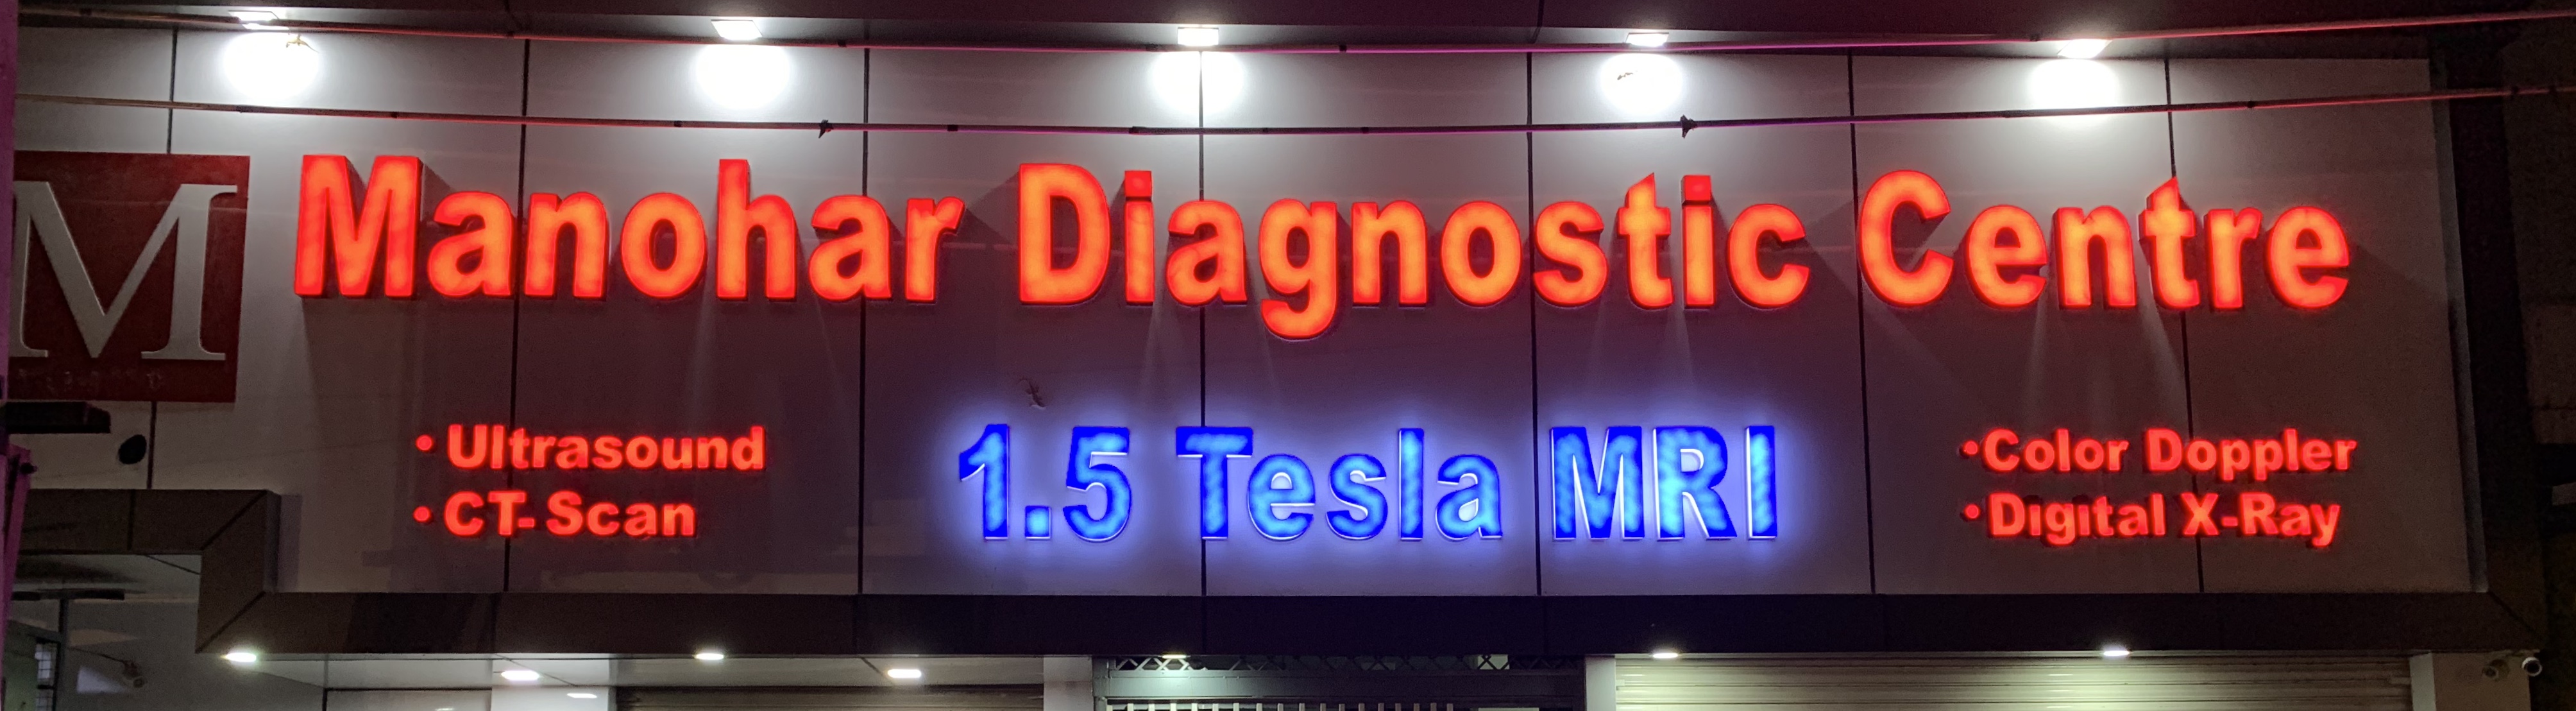 M
Manohar Diagnostic Centre
• Ultrasound
• CT-Scan
1.5 Tesla MRI
•Color Doppler
•Digital X-Ray